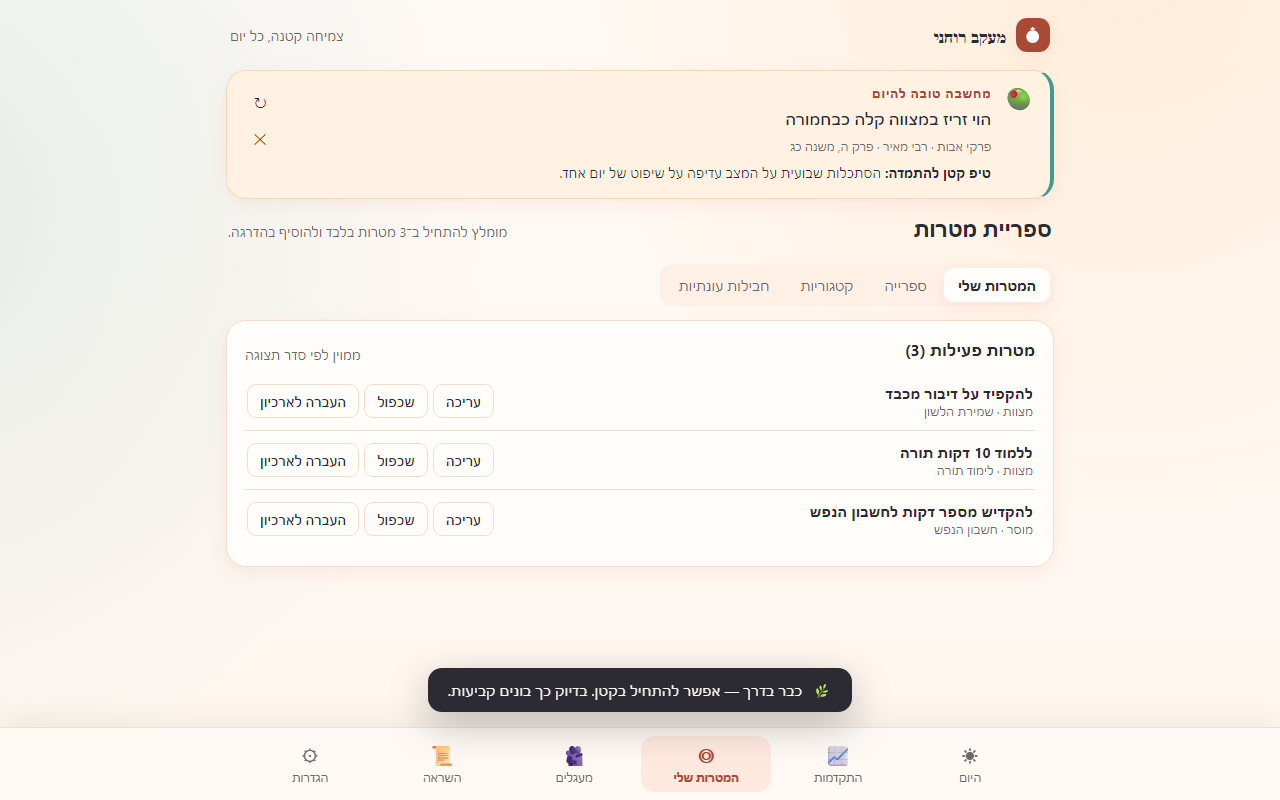 מעקב רוחני
צמיחה קטנה, כל יום
מחשבה טובה להיום
הוי זריז במצווה קלה כבחמורה
פרקי אבות · רבי מאיר · פרק ה, משנה כג
טיפ קטן להתמדה: הסתכלות שבועית על המצב עדיפה על שיפוט של יום אחד.
ספריית מטרות
מומלץ להתחיל ב־3 מטרות בלבד ולהוסיף בהדרגה.
המטרות שלי
ספרייה
קטגוריות
חבילות עונתיות
מטרות פעילות (3)
ממוין לפי סדר תצוגה
להקפיד על דיבור מכבד
מצוות · שמירת הלשון
עריכה
שכפול
העברה לארכיון
ללמוד 10 דקות תורה
מצוות · לימוד תורה
עריכה
שכפול
העברה לארכיון
להקדיש מספר דקות לחשבון הנפש
מוסר · חשבון הנפש
עריכה
שכפול
העברה לארכיון
כבר בדרך — אפשר להתחיל בקטן. בדיוק כך בונים קביעות.
היום
התקדמות
המטרות שלי
מעגלים
השראה
הגדרות